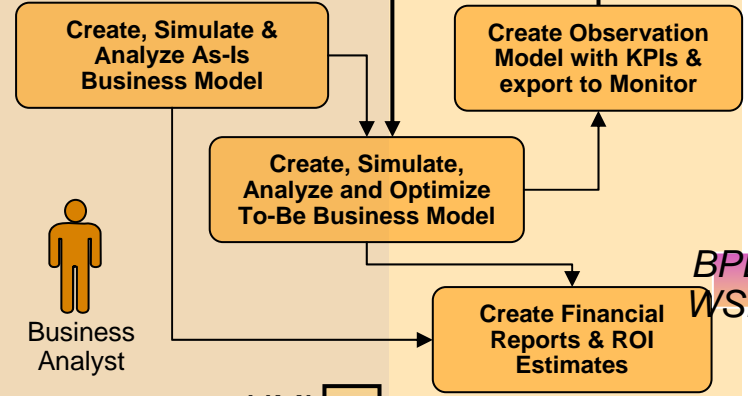 Create, Simulate &
Analyze As-Is
Business Model
Create Observation
Model with KPIs &
export to Monitor
Create, Simulate,
Analyze and Optimize
To-Be Business Model
Business
Analyst
Create Financial
Reports & ROI
Estimates